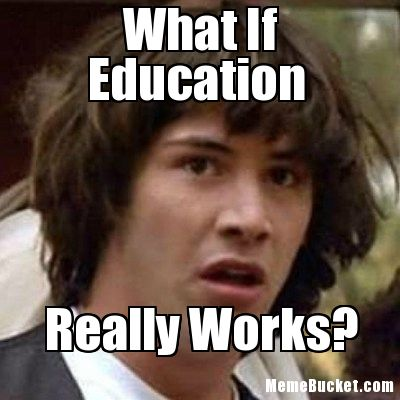 What If
Education
Really Works?
MemeBucket.com